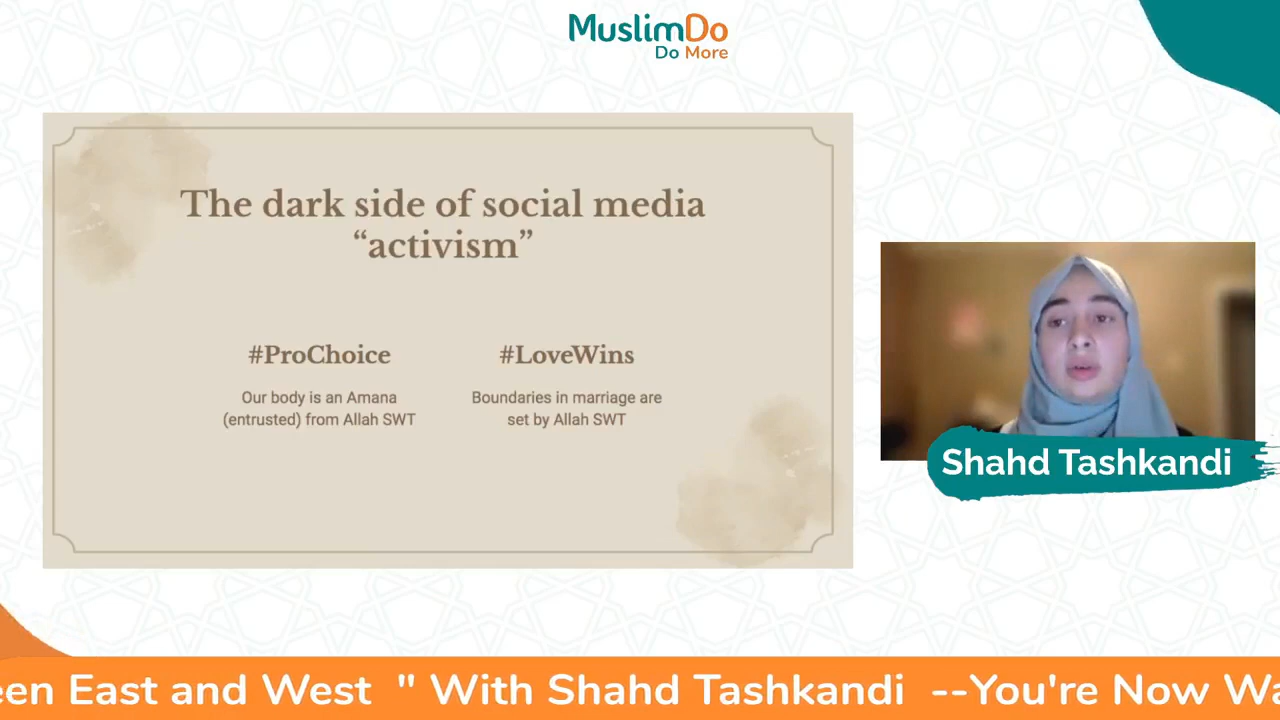 MuslimDo
Do More
The dark side of social media
“activism”
#ProChoice
Our body is an Amana
(entrusted) from Allah SWT
#LoveWins
Boundaries in marriage are
set by Allah SWT
Shahd Tashkandi
een East and West " With Shahd Tashkandi --You're Now Wa